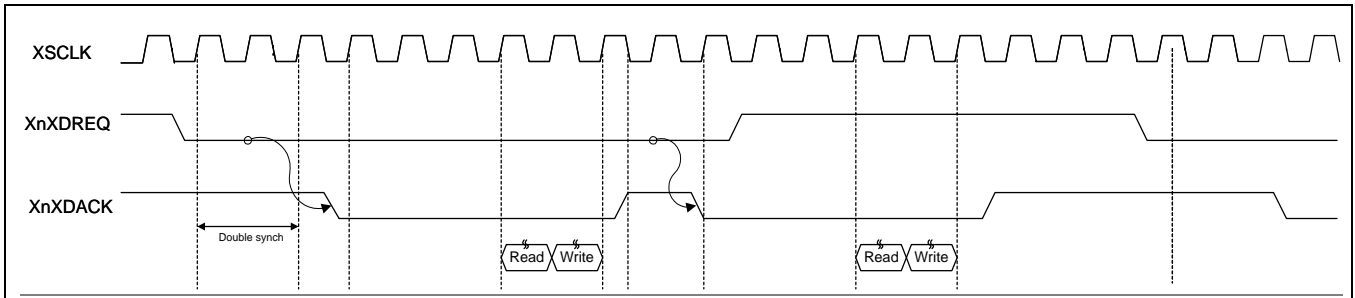 XSCLK
XnXDREQ
XnXDACK
Double synch
Read Write Read Write